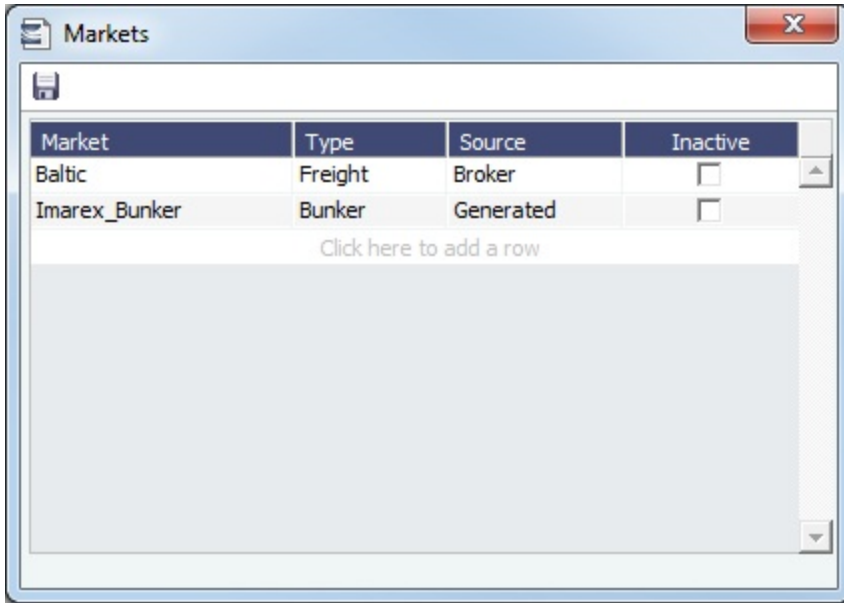 Markets
Market Type Source Inactive
Baltic Freight Broker
Imarex_Bunker Bunker Generated
Click here to add a row